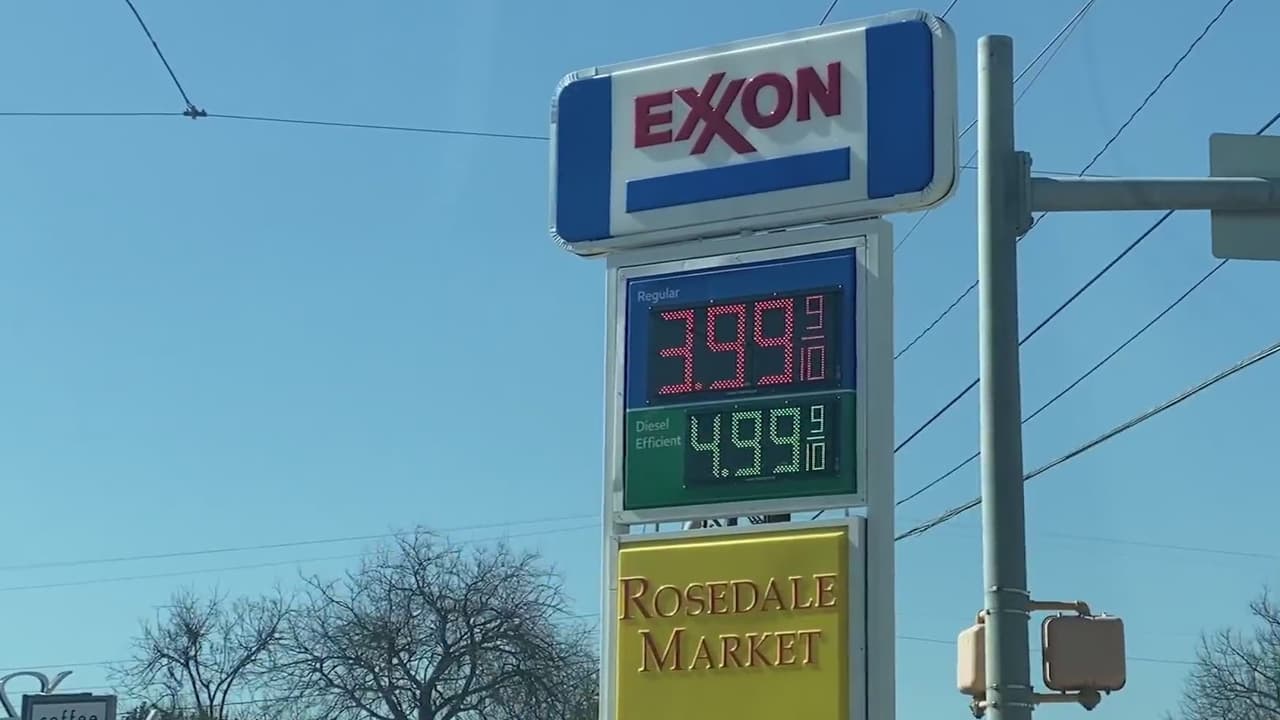 EXXON
Regular
3.99 9/10
Diesel
Efficient
4.99 9/10
ROSEDALE
MARKET
coffee